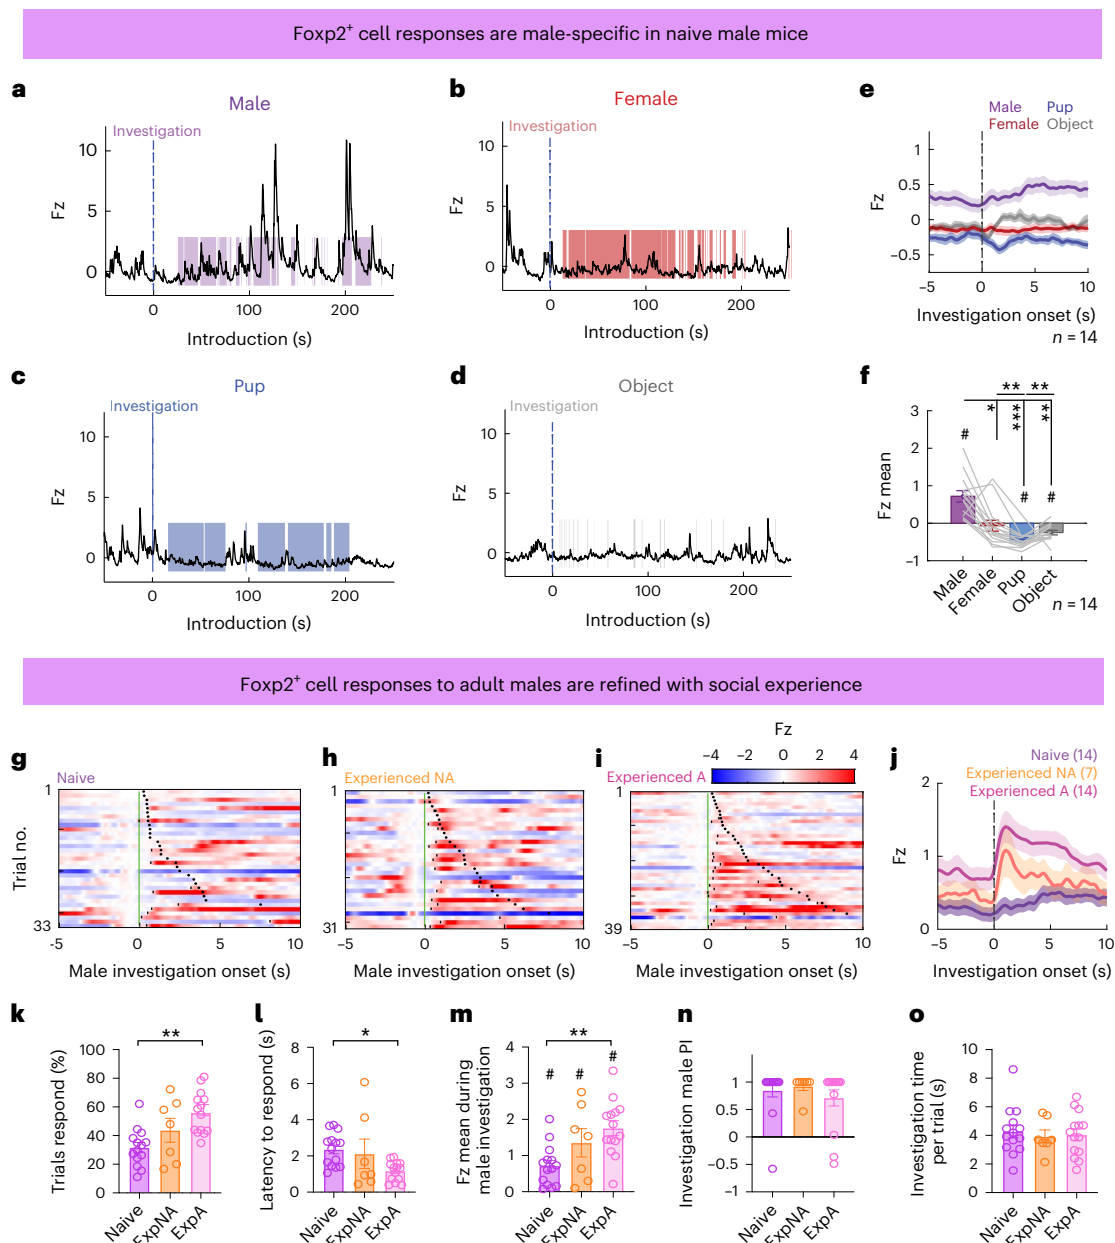 Foxp2+ cell responses are male-specific in naive male mice
a
Male
Investigation
10
5
0
Fz
0
100
200
Introduction (s)
b
Female
Investigation
10
5
0
Fz
0
100
200
Introduction (s)
e
Male
Pup
Female
Object
1
0.5
0
−0.5
Fz
−5
0
5
10
Investigation onset (s)
n = 14
c
Pup
Investigation
10
5
0
Fz
0
100
200
Introduction (s)
d
Object
Investigation
10
5
0
Fz
0
100
200
Introduction (s)
f
** **
* *** **
#
# #
3
2
1
0
−1
Fz mean
Male
Female
Pup
Object
n = 14
Foxp2+ cell responses to adult males are refined with social experience
Fz
−4 −2 0 2 4
g
Naive
1
33
Trial no.
−5 0 5 10
Male investigation onset (s)
h
Experienced NA
1
31
−5 0 5 10
Male investigation onset (s)
i
Experienced A
1
39
−5 0 5 10
Male investigation onset (s)
j
Naive (14)
Experienced NA (7)
Experienced A (14)
2
1
0
Fz
−5 0 5 10
Investigation onset (s)
k
**
100
80
60
40
20
0
Trials respond (%)
Naive
ExpNA
ExpA
l
*
8
6
4
2
0
Latency to respond (s)
Naive
ExpNA
ExpA
m
**
# # #
4
3
2
1
0
Fz mean during
male investigation
Naive
ExpNA
ExpA
n
1
0.5
0
−0.5
−1
Investigation male PI
Naive
ExpNA
ExpA
o
10
8
6
4
2
0
Investigation time
per trial (s)
Naive
ExpNA
ExpA